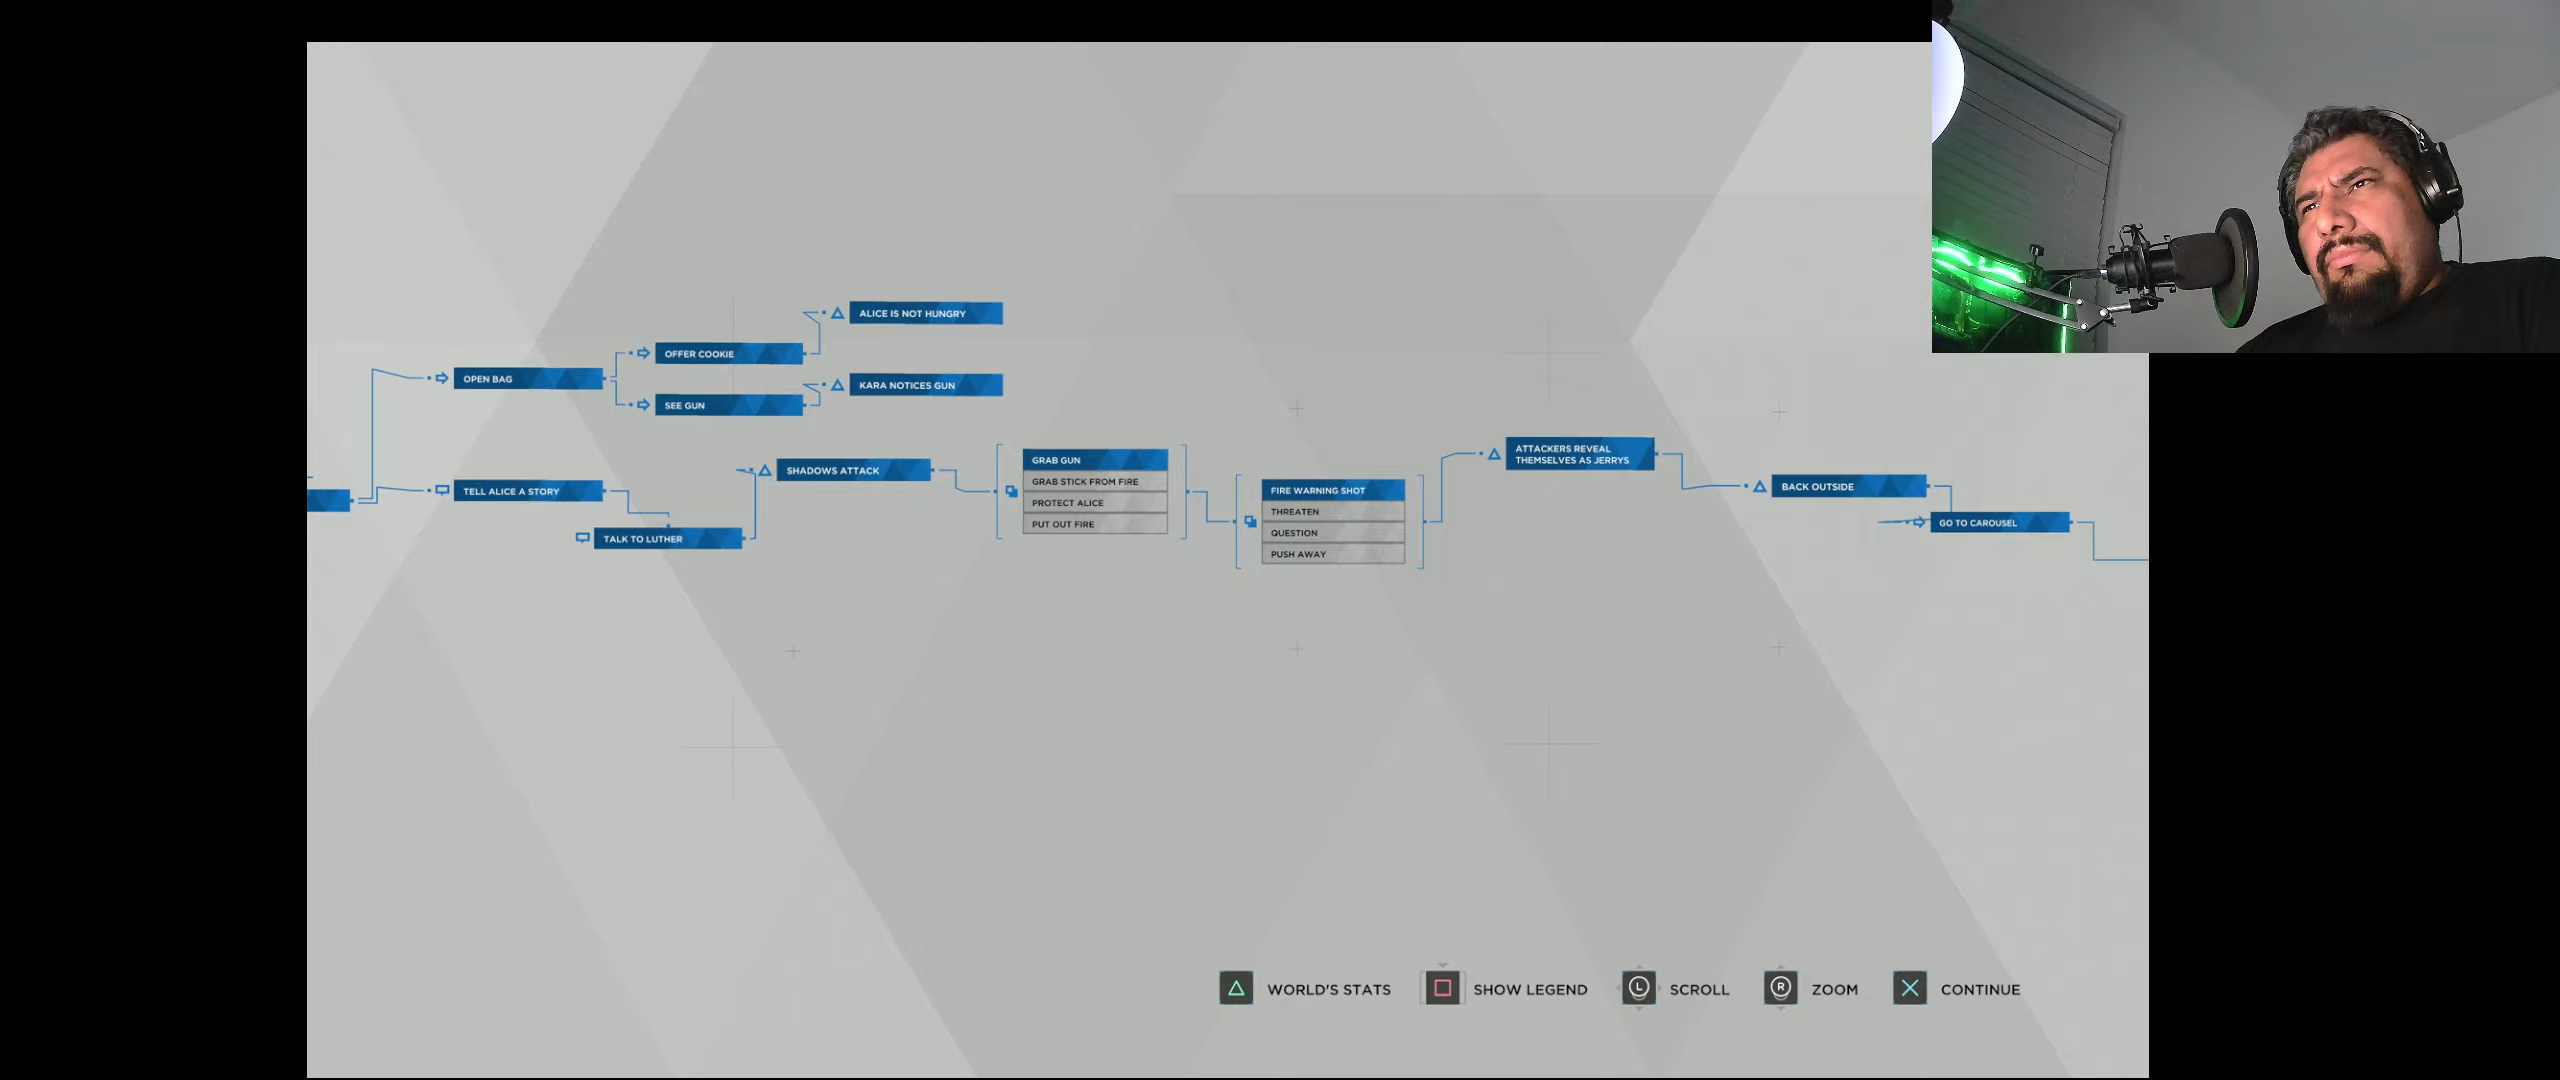 ALICE IS NOT HUNGRY
OFFER COOKIE
OPEN BAG
KARA NOTICES GUN
SEE GUN
TELL ALICE A STORY
TALK TO LUTHER
SHADOWS ATTACK
GRAB GUN
GRAB STICK FROM FIRE
PROTECT ALICE
PUT OUT FIRE
FIRE WARNING SHOT
THREATEN
QUESTION
PUSH AWAY
ATTACKERS REVEAL
THEMSELVES AS JERRYS
BACK OUTSIDE
GO TO CAROUSEL
WORLD'S STATS
SHOW LEGEND
L SCROLL
R ZOOM
CONTINUE